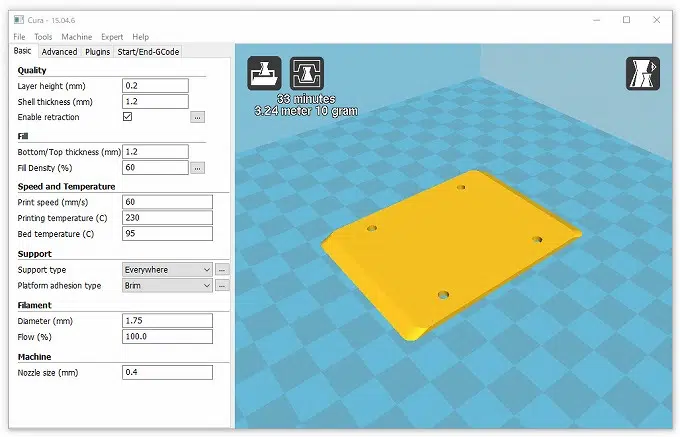 Cura - 15.04.6
File Tools Machine Expert Help
Basic Advanced Plugins Start/End-GCode
Quality
Layer height (mm) 0.2
Shell thickness (mm) 1.2
Enable retraction ...
Fill
Bottom/Top thickness (mm) 1.2
Fill Density (%) 60 ...
Speed and Temperature
Print speed (mm/s) 60
Printing temperature (C) 230
Bed temperature (C) 95
Support
Support type Everywhere ...
Platform adhesion type Brim ...
Filament
Diameter (mm) 1.75
Flow (%) 100.0
Machine
Nozzle size (mm) 0.4
33 minutes
3.24 meter 10 gram